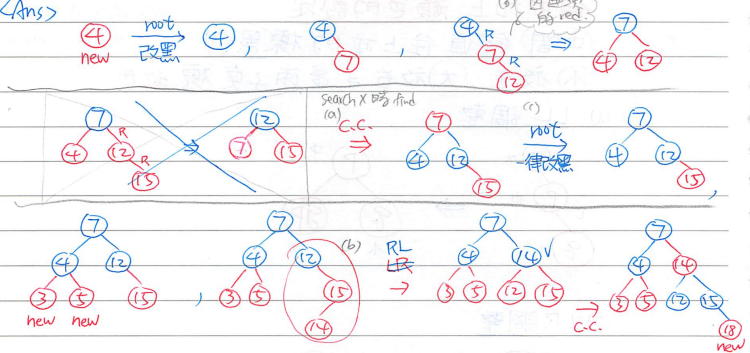 <Ans>
(a) 因連續
的red.
4 root 4 , 4 4 R 7
new 改黑 7 7 R ⇒ 4 12
12
7 search X 時 find 7 (c) 7
4 R 12 ⇒ 12 (a) C.C. ⇒ 4 12 root 4 12
R 15 7 15 15 一律改黑 15 ,
7 7 (b) 7 7
4 12 4 12 RL 4 14 ✓ 4 14
3 5 15 , 3 5 15 LR → 3 5 12 15 → 3 5 12 15
new new 14 C.C. 18
new